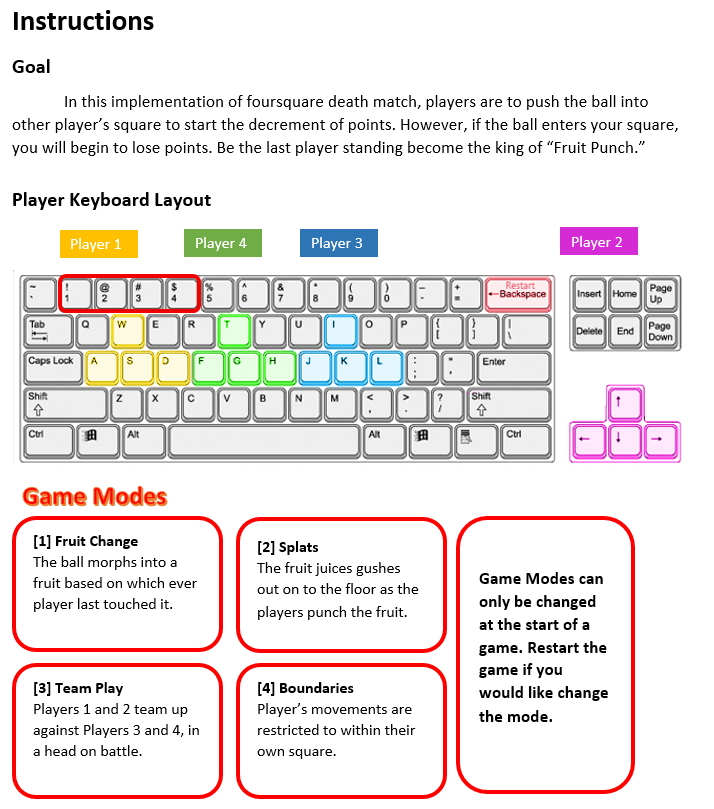 Instructions
Goal
In this implementation of foursquare death match, players are to push the ball into
other player's square to start the decrement of points. However, if the ball enters your square,
you will begin to lose points. Be the last player standing become the king of "Fruit Punch."
Player Keyboard Layout
Player 1 Player 4 Player 3 Player 2
~ ` ! 1 @ 2 # 3 $ 4 % 5 ^ 6 & 7 * 8 ( 9 ) 0 _ - + = Restart ←Backspace Insert Home Page Up
Tab Q W E R T Y U I O P { [ } ] | \ Delete End Page Down
Caps Lock A S D F G H J K L : ; " ' Enter
Shift Z X C V B N M < , > . ? / Shift ↑
Ctrl Alt Alt Ctrl ← ↓ →
Game Modes
[1] Fruit Change
The ball morphs into a
fruit based on which ever
player last touched it.
[2] Splats
The fruit juices gushes
out on to the floor as the
players punch the fruit.
[3] Team Play
Players 1 and 2 team up
against Players 3 and 4, in
a head on battle.
[4] Boundaries
Player's movements are
restricted to within their
own square.
Game Modes can
only be changed
at the start of a
game. Restart the
game if you
would like change
the mode.